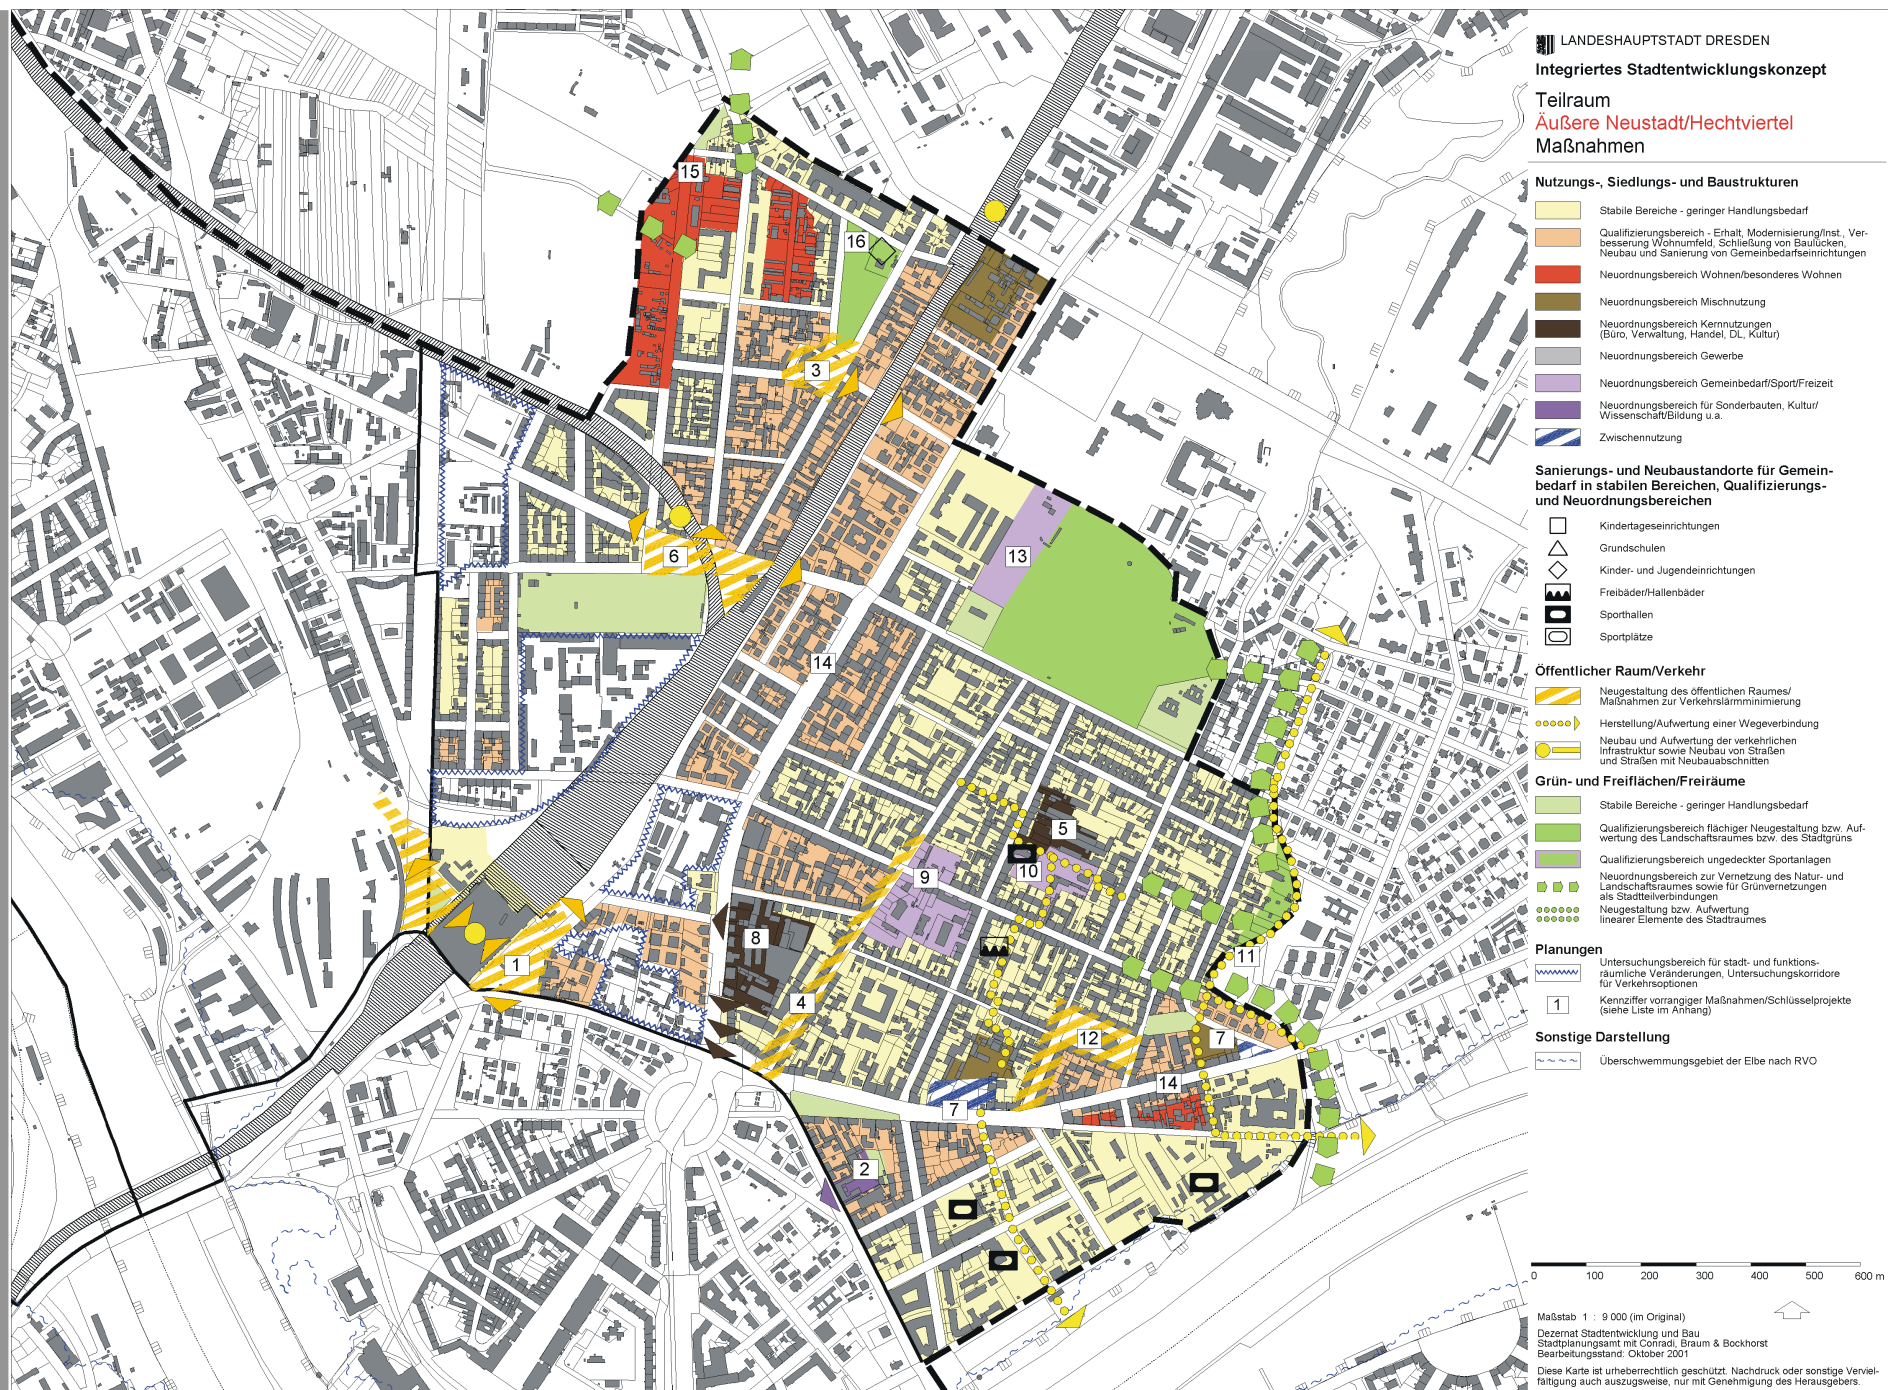 LANDESHAUPTSTADT DRESDEN
Integriertes Stadtentwicklungskonzept
Teilraum
Äußere Neustadt/Hechtviertel
Maßnahmen
Nutzungs-, Siedlungs- und Baustrukturen
Stabile Bereiche - geringer Handlungsbedarf
Qualifizierungsbereich - Erhalt, Modernisierung/Inst., Ver-
besserung Wohnumfeld, Schließung von Baulücken,
Neubau und Sanierung von Gemeinbedarfseinrichtungen
Neuordnungsbereich Wohnen/besonderes Wohnen
Neuordnungsbereich Mischnutzung
Neuordnungsbereich Kernnutzungen
(Büro, Verwaltung, Handel, DL, Kultur)
Neuordnungsbereich Gewerbe
Neuordnungsbereich Gemeinbedarf/Sport/Freizeit
Neuordnungsbereich für Sonderbauten, Kultur/
Wissenschaft/Bildung u.a.
Zwischennutzung
Sanierungs- und Neubaustandorte für Gemein-
bedarf in stabilen Bereichen, Qualifizierungs-
und Neuordnungsbereichen
Kindertageseinrichtungen
Grundschulen
Kinder- und Jugendeinrichtungen
Freibäder/Hallenbäder
Sporthallen
Sportplätze
Öffentlicher Raum/Verkehr
Neugestaltung des öffentlichen Raumes/
Maßnahmen zur Verkehrslärmminimierung
Herstellung/Aufwertung einer Wegeverbindung
Neubau und Aufwertung der verkehrlichen
Infrastruktur sowie Neubau von Straßen
und Straßen mit Neubauabschnitten
Grün- und Freiflächen/Freiräume
Stabile Bereiche - geringer Handlungsbedarf
Qualifizierungsbereich flächiger Neugestaltung bzw. Auf-
wertung des Landschaftsraumes bzw. des Stadtgrüns
Qualifizierungsbereich ungedeckter Sportanlagen
Neuordnungsbereich zur Vernetzung des Natur- und
Landschaftsraumes sowie für Grünvernetzungen
als Stadtteilverbindungen
Neugestaltung bzw. Aufwertung
linearer Elemente des Stadtraumes
Planungen
Untersuchungsbereich für stadt- und funktions-
räumliche Veränderungen, Untersuchungskorridore
für Verkehrsoptionen
1
Kennziffer vorrangiger Maßnahmen/Schlüsselprojekte
(siehe Liste im Anhang)
Sonstige Darstellung
Überschwemmungsgebiet der Elbe nach RVO
0 100 200 300 400 500 600 m
Maßstab 1 : 9 000 (im Original)
Dezernat Stadtentwicklung und Bau
Stadtplanungsamt mit Conradi, Braum & Bockhorst
Bearbeitungsstand: Oktober 2001
Diese Karte ist urheberrechtlich geschützt. Nachdruck oder sonstige Verviel-
fältigung auch auszugsweise, nur mit Genehmigung des Herausgebers.
15
16
3
6
13
14
5
10
9
8
1
4
11
12
7
14
7
2